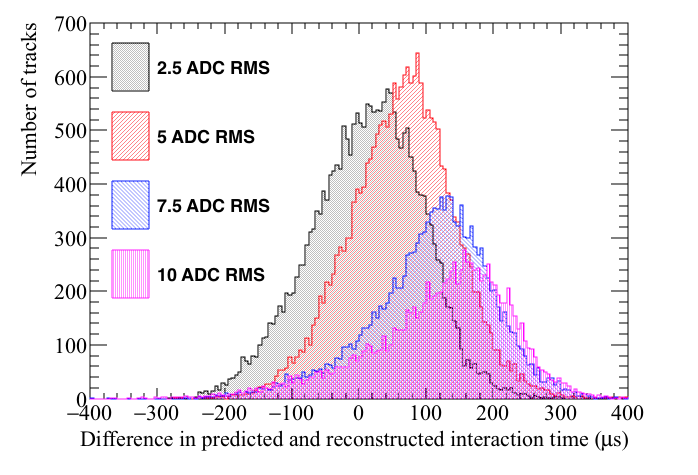 Number of tracks
700
600
500
400
300
200
100
0
2.5 ADC RMS
5 ADC RMS
7.5 ADC RMS
10 ADC RMS
−400 −300 −200 −100 0 100 200 300 400
Difference in predicted and reconstructed interaction time (μs)